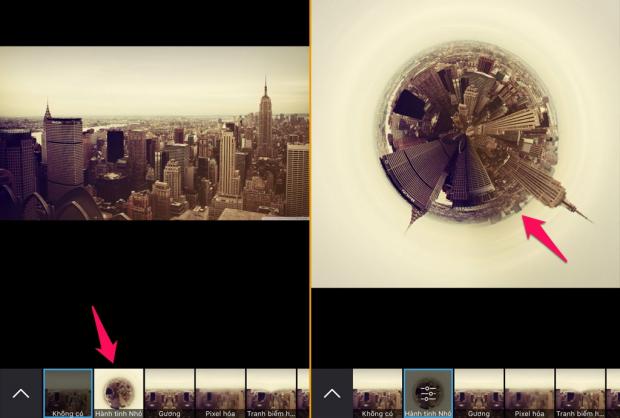 Không có
Hành tinh Nhỏ
Gương
Pixel hóa
Tranh biếm h...
Không có
Hành tinh Nhỏ
Gương
Pixel hóa
Tranh biếm h...